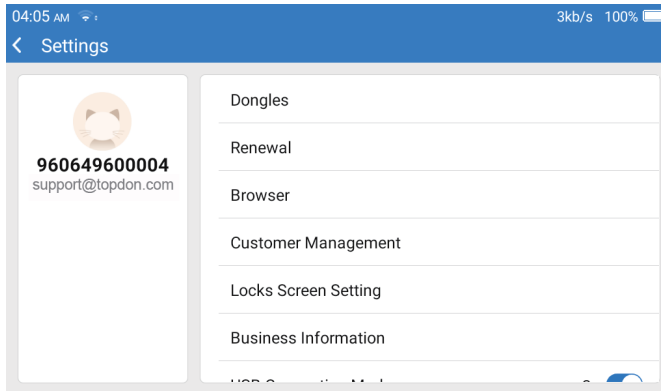 04:05 AM 3kb/s 100%
Settings
960649600004
support@topdon.com
Dongles
Renewal
Browser
Customer Management
Locks Screen Setting
Business Information